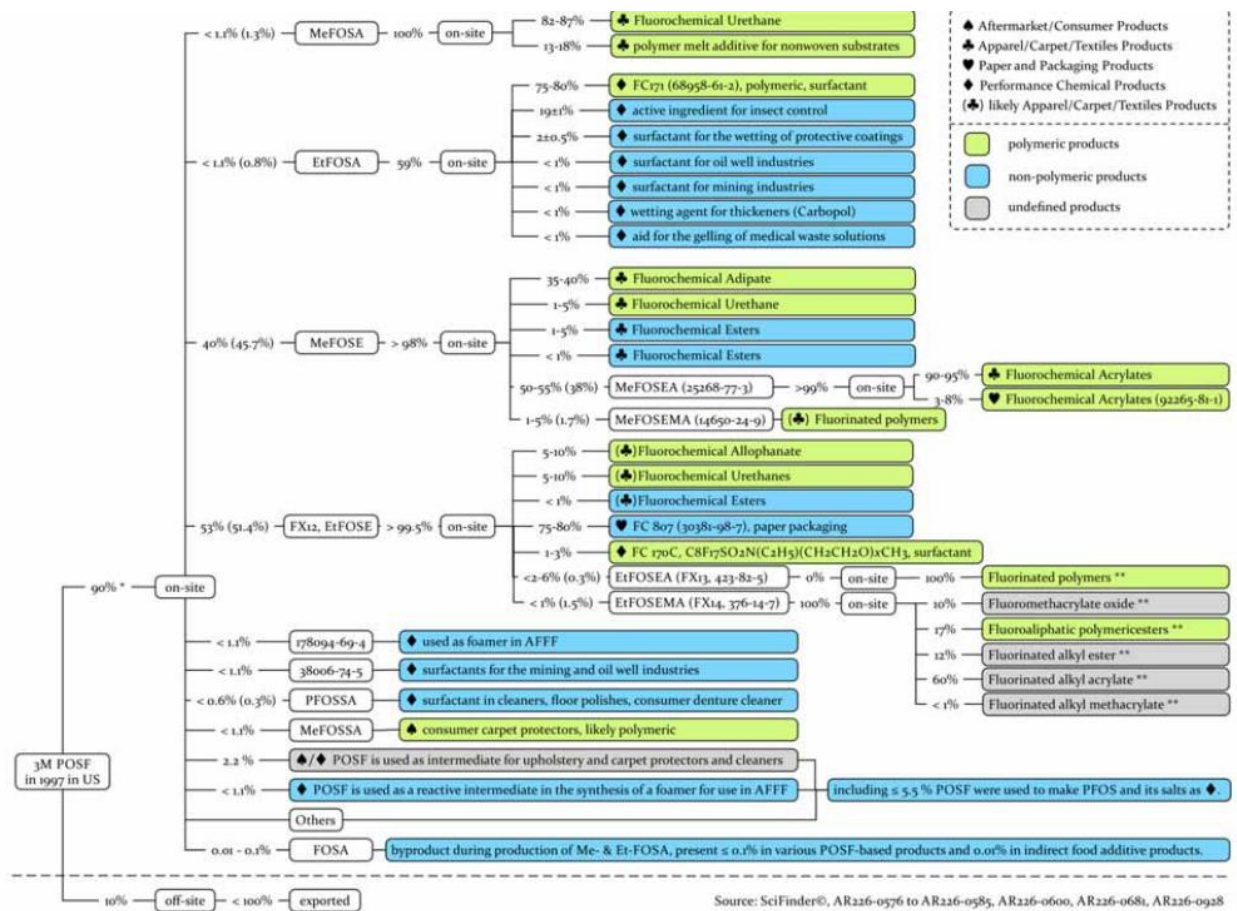 < 1.1% (1.3%) MeFOSA 100% on-site
82-87% ♣ Fluorochemical Urethane
13-18% ♣ polymer melt additive for nonwoven substrates
< 1.1% (0.8%) EtFOSA 59% on-site
75-80% ♦ FC171 (68958-61-2), polymeric, surfactant
19±1% ♦ active ingredient for insect control
2±0.5% ♦ surfactant for the wetting of protective coatings
< 1% ♦ surfactant for oil well industries
< 1% ♦ surfactant for mining industries
< 1% ♦ wetting agent for thickeners (Carbopol)
< 1% ♦ aid for the gelling of medical waste solutions
♠ Aftermarket/Consumer Products
♣ Apparel/Carpet/Textiles Products
♥ Paper and Packaging Products
♦ Performance Chemical Products
(♣) likely Apparel/Carpet/Textiles Products
polymeric products
non-polymeric products
undefined products
40% (45.7%) MeFOSE > 98% on-site
35-40% ♣ Fluorochemical Adipate
1-5% ♣ Fluorochemical Urethane
1-5% ♣ Fluorochemical Esters
< 1% ♣ Fluorochemical Esters
50-55% (38%) MeFOSEA (25268-77-3) >99% on-site
90-95% ♣ Fluorochemical Acrylates
3-8% ♥ Fluorochemical Acrylates (92265-81-1)
1-5% (1.7%) MeFOSEMA (14650-24-9) (♣) Fluorinated polymers
53% (51.4%) FX12, EtFOSE > 99.5% on-site
5-10% (♣)Fluorochemical Allophanate
5-10% (♣)Fluorochemical Urethanes
< 1% (♣)Fluorochemical Esters
75-80% ♥ FC 807 (30381-98-7), paper packaging
1-3% ♦ FC 170C, C8F17SO2N(C2H5)(CH2CH2O)xCH3, surfactant
<2-6% (0.3%) EtFOSEA (FX13, 423-82-5) 0% on-site 100% Fluorinated polymers **
< 1% (1.5%) EtFOSEMA (FX14, 376-14-7) 100% on-site
10% Fluoromethacrylate oxide **
17% Fluoroaliphatic polymericesters **
12% Fluorinated alkyl ester **
60% Fluorinated alkyl acrylate **
< 1% Fluorinated alkyl methacrylate **
90% * on-site
< 1.1% 178094-69-4 ♦ used as foamer in AFFF
< 1.1% 38006-74-5 ♦ surfactants for the mining and oil well industries
< 0.6% (0.3%) PFOSSA ♦ surfactant in cleaners, floor polishes, consumer denture cleaner
< 1.1% MeFOSSA ♠ consumer carpet protectors, likely polymeric
3M POSF
in 1997 in US
2.2 % ♠/♦ POSF is used as intermediate for upholstery and carpet protectors and cleaners
< 1.1% ♦ POSF is used as a reactive intermediate in the synthesis of a foamer for use in AFFF
including ≤ 5.5 % POSF were used to make PFOS and its salts as ♦.
Others
0.01 - 0.1% FOSA byproduct during production of Me- & Et-FOSA, present ≤ 0.1% in various POSF-based products and 0.01% in indirect food additive products.
10% off-site < 100% exported
Source: SciFinder©, AR226-0576 to AR226-0585, AR226-0600, AR226-0681, AR226-0928